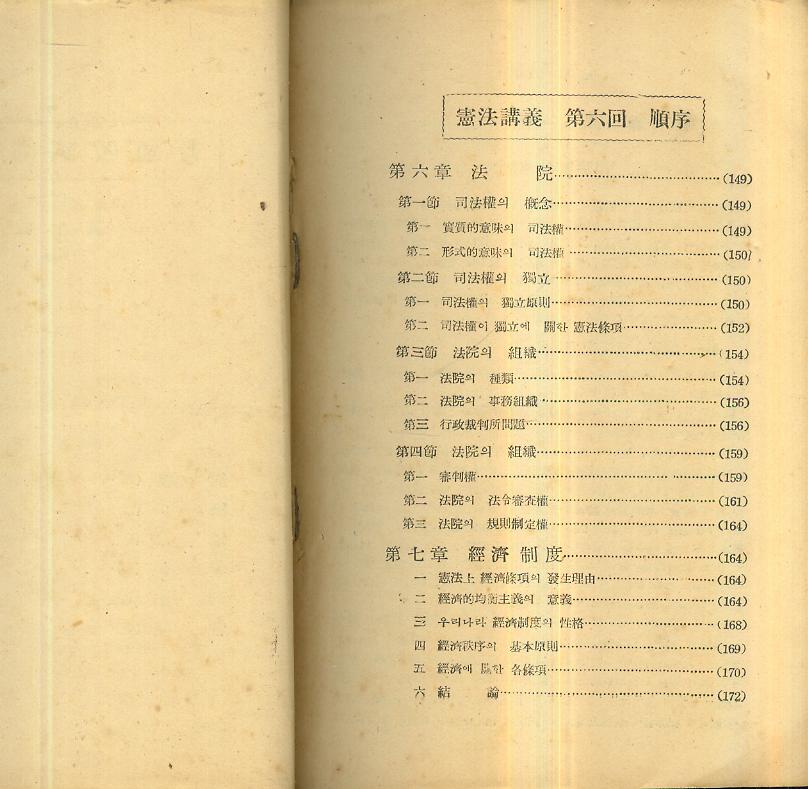 憲法講義 第六回 順序
第六章 法 院 (149)
第一節 司法權의 槪念 (149)
第一 實質的意味의 司法權 (149)
第二 形式的意味의 司法權 (150)
第二節 司法權의 獨立 (150)
第一 司法權의 獨立原則 (150)
第二 司法權이 獨立에 關한 憲法條項 (152)
第三節 法院의 組織 (154)
第一 法院의 種類 (154)
第二 法院의 事務組織 (156)
第三 行政裁判所問題 (156)
第四節 法院의 組織 (159)
第一 審判權 (159)
第二 法院의 法令審査權 (161)
第三 法院의 規則制定權 (164)
第七章 經濟制度 (164)
一 憲法上 經濟條項의 發生理由 (164)
二 經濟的均衡主義의 意義 (164)
三 우리나라 經濟制度의 性格 (168)
四 經濟秩序의 基本原則 (169)
五 經濟에 關한 各條項 (170)
六 結 論 (172)